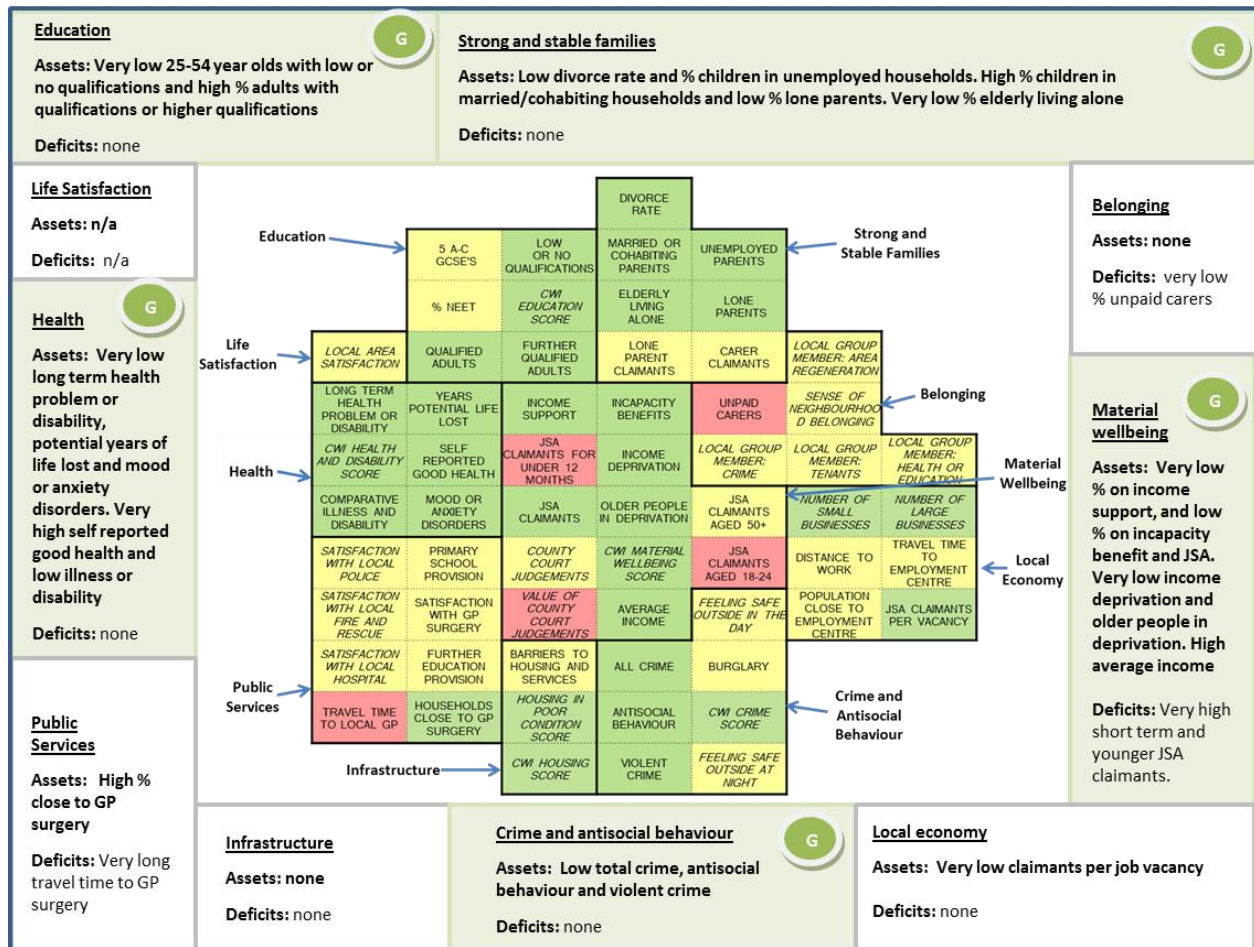 Education
G
Assets: Very low 25-54 year olds with low or
no qualifications and high % adults with
qualifications or higher qualifications
Deficits: none
Strong and stable families
G
Assets: Low divorce rate and % children in unemployed households. High % children in
married/cohabiting households and low % lone parents. Very low % elderly living alone
Deficits: none
Life Satisfaction
Assets: n/a
Deficits: n/a
Health
G
Assets: Very low
long term health
problem or
disability,
potential years of
life lost and mood
or anxiety
disorders. Very
high self reported
good health and
low illness or
disability
Deficits: none
Public
Services
Assets: High %
close to GP
surgery
Deficits: Very long
travel time to GP
surgery
Education
Strong and
Stable Families
Life
Satisfaction
Belonging
Health
Material
Wellbeing
Local
Economy
Public
Services
Crime and
Antisocial
Behaviour
Infrastructure
DIVORCE
RATE
5 A-C
GCSE'S
LOW
OR NO
QUALIFICATIONS
MARRIED OR
COHABITING
PARENTS
UNEMPLOYED
PARENTS
% NEET
CWI
EDUCATION
SCORE
ELDERLY
LIVING
ALONE
LONE
PARENTS
LOCAL AREA
SATISFACTION
QUALIFIED
ADULTS
FURTHER
QUALIFIED
ADULTS
LONE
PARENT
CLAIMANTS
CARER
CLAIMANTS
LOCAL GROUP
MEMBER: AREA
REGENERATION
LONG TERM
HEALTH
PROBLEM OR
DISABILITY
YEARS
POTENTIAL LIFE
LOST
INCOME
SUPPORT
INCAPACITY
BENEFITS
UNPAID
CARERS
SENSE OF
NEIGHBOURHOO
D BELONGING
CWI HEALTH
AND DISABILITY
SCORE
SELF
REPORTED
GOOD HEALTH
JSA
CLAIMANTS FOR
UNDER 12
MONTHS
INCOME
DEPRIVATION
LOCAL GROUP
MEMBER:
CRIME
LOCAL GROUP
MEMBER:
TENANTS
LOCAL GROUP
MEMBER:
HEALTH OR
EDUCATION
COMPARATIVE
ILLNESS AND
DISABILITY
MOOD OR
ANXIETY
DISORDERS
JSA
CLAIMANTS
OLDER PEOPLE
IN DEPRIVATION
JSA
CLAIMANTS
AGED 50+
NUMBER OF
SMALL
BUSINESSES
NUMBER OF
LARGE
BUSINESSES
SATISFACTION
WITH LOCAL
POLICE
PRIMARY
SCHOOL
PROVISION
COUNTY
COURT
JUDGEMENTS
CWI MATERIAL
WELLBEING
SCORE
JSA
CLAIMANTS
AGED 18-24
DISTANCE TO
WORK
TRAVEL TIME
TO
EMPLOYMENT
CENTRE
SATISFACTION
WITH LOCAL
FIRE AND
RESCUE
SATISFACTION
WITH GP
SURGERY
VALUE OF
COUNTY
COURT
JUDGEMENTS
AVERAGE
INCOME
FEELING SAFE
OUTSIDE IN THE
DAY
POPULATION
CLOSE TO
EMPLOYMENT
CENTRE
JSA CLAIMANTS
PER VACANCY
SATISFACTION
WITH LOCAL
HOSPITAL
FURTHER
EDUCATION
PROVISION
BARRIERS TO
HOUSING AND
SERVICES
ALL CRIME
BURGLARY
TRAVEL TIME
TO LOCAL GP
HOUSEHOLDS
CLOSE TO GP
SURGERY
HOUSING IN
POOR
CONDITION
SCORE
ANTISOCIAL
BEHAVIOUR
CWI CRIME
SCORE
CWI HOUSING
SCORE
VIOLENT
CRIME
FEELING SAFE
OUTSIDE AT
NIGHT
Belonging
Assets: none
Deficits: very low
% unpaid carers
G
Material
wellbeing
Assets: Very low
% on income
support, and low
% on incapacity
benefit and JSA.
Very low income
deprivation and
older people in
deprivation. High
average income
Deficits: Very high
short term and
younger JSA
claimants.
Infrastructure
Assets: none
Deficits: none
Crime and antisocial behaviour
G
Assets: Low total crime, antisocial
behaviour and violent crime
Deficits: none
Local economy
Assets: Very low claimants per job vacancy
Deficits: none